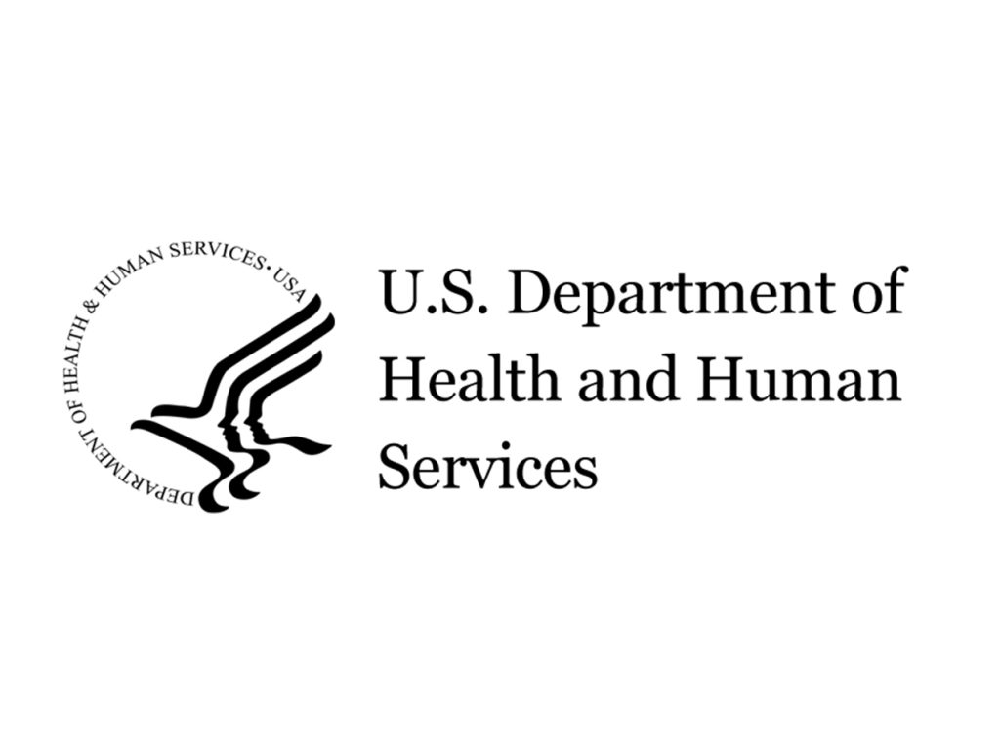 DEPARTMENT OF HEALTH & HUMAN SERVICES • USA
U.S. Department of
Health and Human
Services